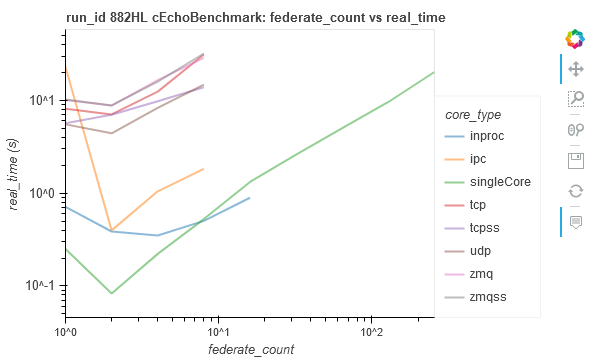 run_id 882HL cEchoBenchmark: federate_count vs real_time
real_time (s)
10^1
10^0
10^-1
10^0
10^1
10^2
federate_count
core_type
inproc
ipc
singleCore
tcp
tcpss
udp
zmq
zmqss